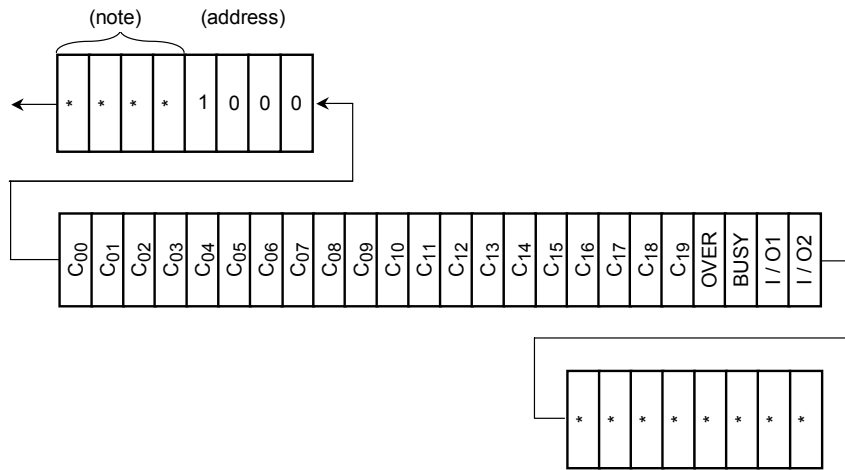 (note) (address)
* * * * 1 0 0 0
C00 C01 C02 C03 C04 C05 C06 C07 C08 C09 C10 C11 C12 C13 C14 C15 C16 C17 C18 C19 OVER BUSY I / O1 I / O2
* * * * * * * *